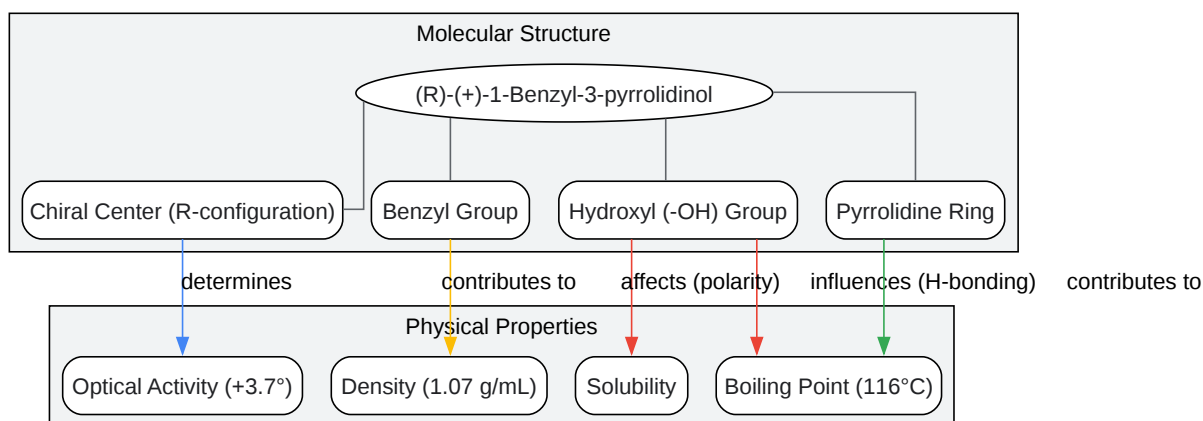 Molecular Structure
(R)-(+)-1-Benzyl-3-pyrrolidinol
Chiral Center (R-configuration)
Benzyl Group
Hydroxyl (-OH) Group
Pyrrolidine Ring
determines
contributes to
affects (polarity)
influences (H-bonding)
contributes to
Physical Properties
Optical Activity (+3.7°)
Density (1.07 g/mL)
Solubility
Boiling Point (116°C)